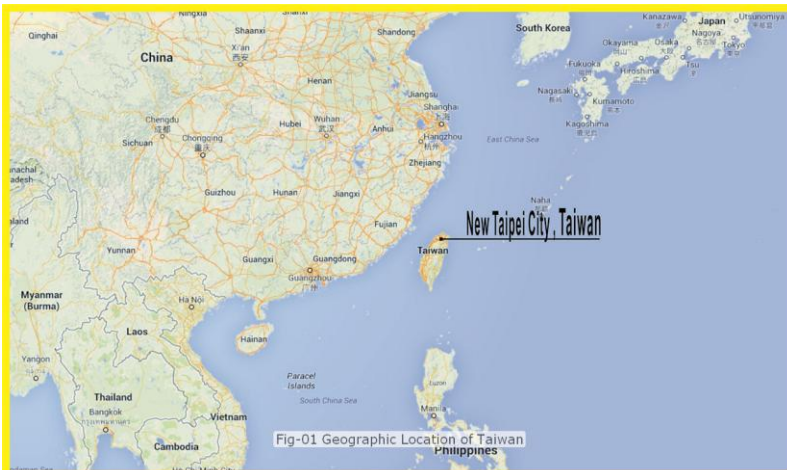 Ningxia
Shaanxi
Shandong
South Korea
Kanazawa
Japan
Utsunomiya
Qinghai
China
Xi'an
西安
Henan
Jiangsu
Okayama
Osaka
Nagoya
Tokyo
Fukuoka
Hiroshima
Tsu
Nagasaki
Kumamoto
Kagoshima
Chengdu
成都
Sichuan
Chongqing
重庆
Hubei
Wuhan
武汉
Anhui
Shanghai
上海
Hangzhou
杭州
Zhejiang
East China Sea
Guizhou
Hunan
Jiangxi
Fujian
Naha
New Taipei City , Taiwan
Taiwan
Yunnan
Guangxi
Guangdong
Guangzhou
广州
Myanmar
(Burma)
Ha Noi
Laos
Hainan
Yangon
Paracel
Islands
South China Sea
Luzon
Manila
Thailand
Bangkok
Vietnam
Cambodia
Fig-01 Geographic Location of Taiwan
Philippines